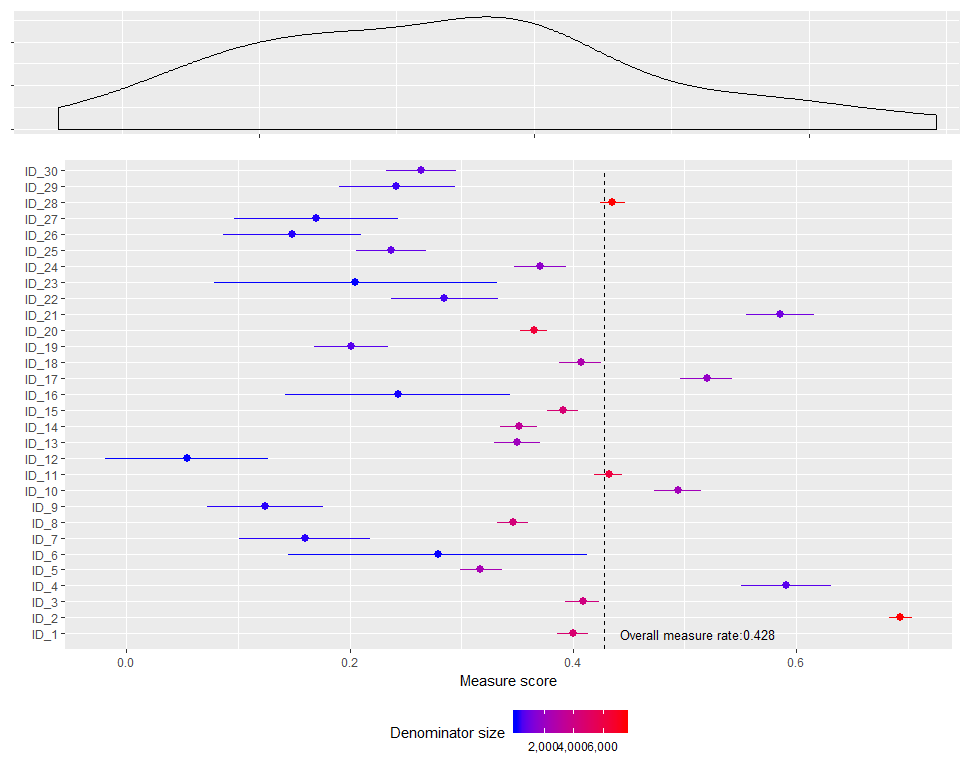 ID_30
ID_29
ID_28
ID_27
ID_26
ID_25
ID_24
ID_23
ID_22
ID_21
ID_20
ID_19
ID_18
ID_17
ID_16
ID_15
ID_14
ID_13
ID_12
ID_11
ID_10
ID_9
ID_8
ID_7
ID_6
ID_5
ID_4
ID_3
ID_2
ID_1
Overall measure rate:0.428
0.0 0.2 0.4 0.6
Measure score
Denominator size
2,0004,0006,000